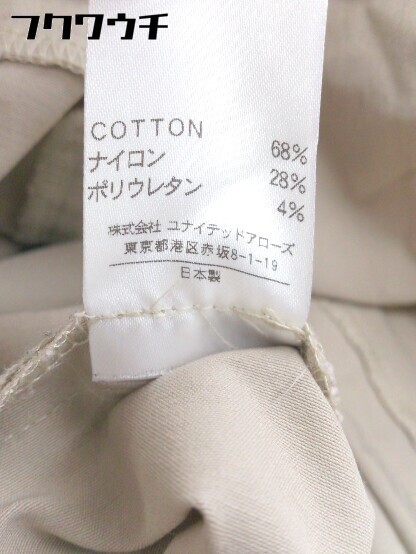 フクワウチ
COTTON 68%
ナイロン 28%
ポリウレタン 4%
株式会社 ユナイテッドアローズ
東京都港区赤坂8-1-19
日本製